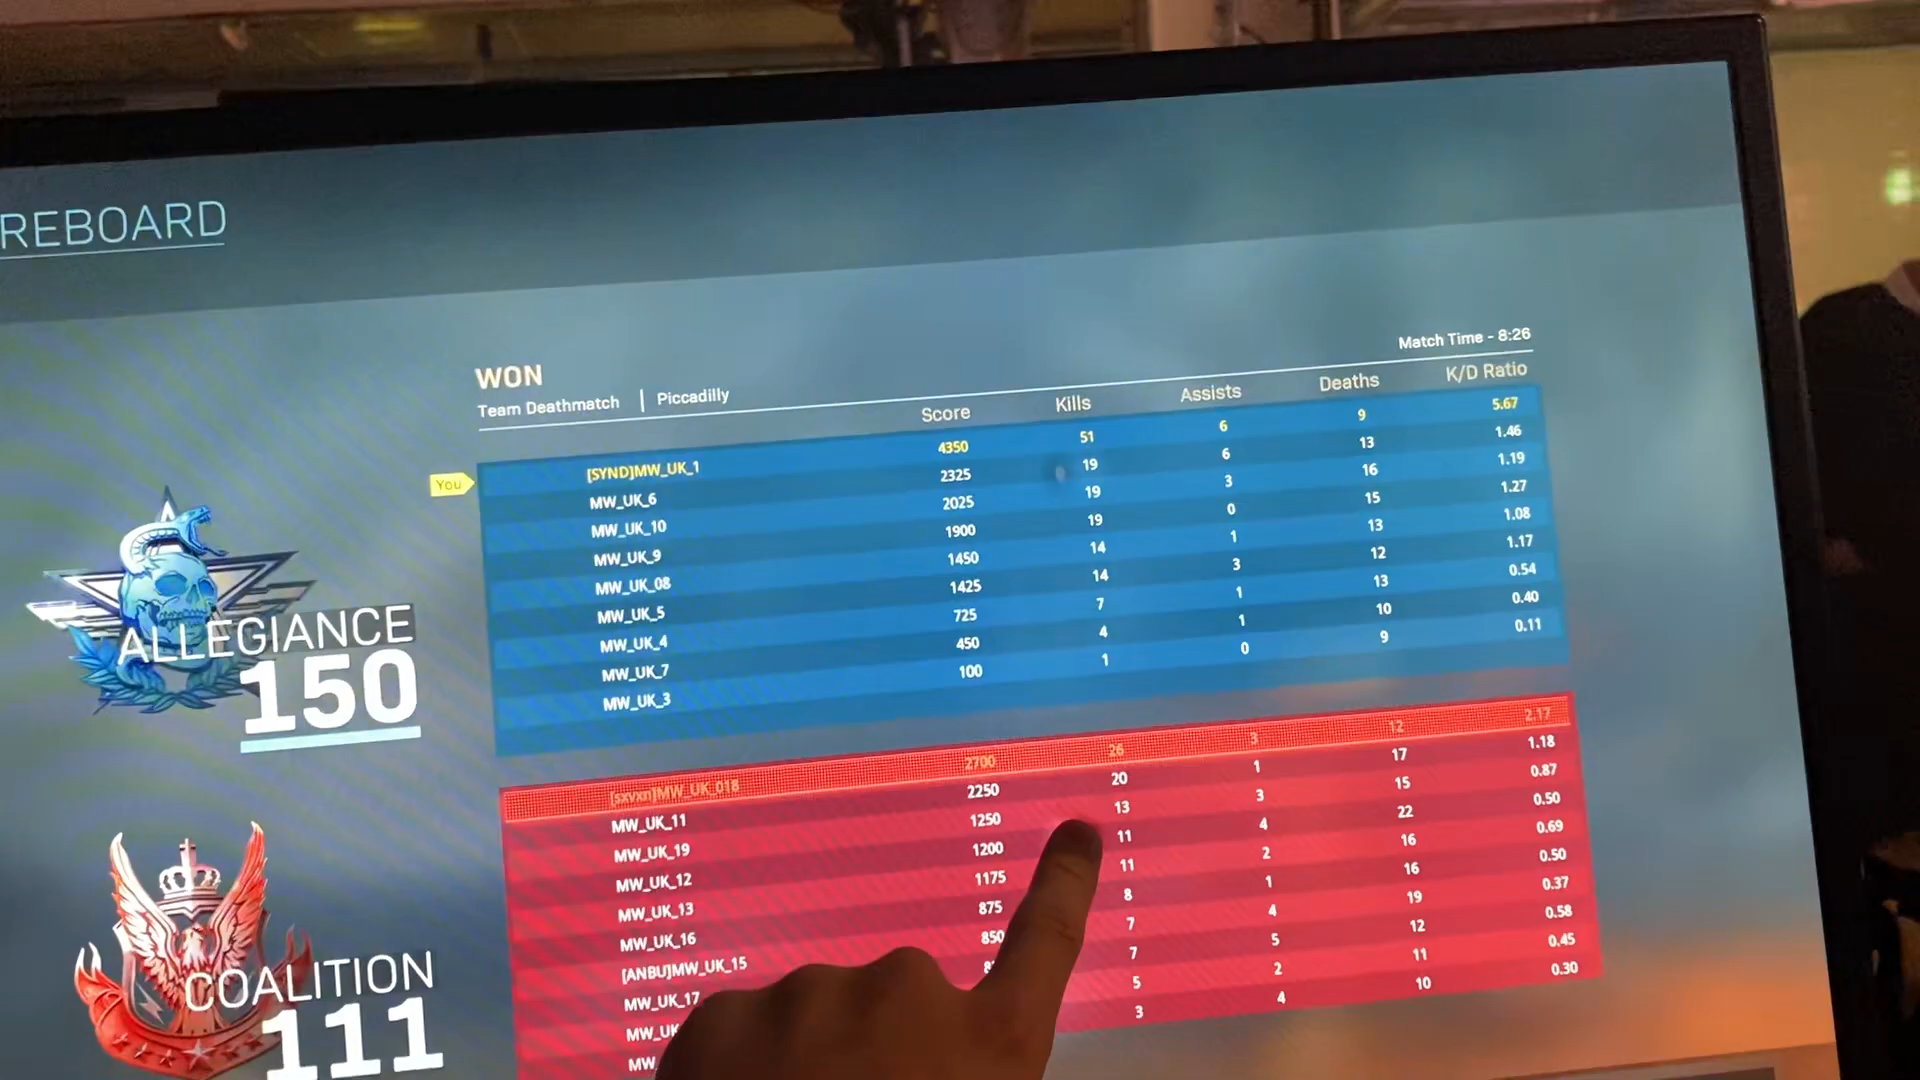 REBOARD
WON
Match Time - 8:26
Team Deathmatch | Piccadilly
Score Kills Assists Deaths K/D Ratio
You [SYND]MW_UK_1 4350 51 6 9 5.67
MW_UK_6 2325 19 6 13 1.46
MW_UK_10 2025 19 3 16 1.19
MW_UK_9 1900 19 0 15 1.27
MW_UK_08 1450 14 1 13 1.08
MW_UK_5 1425 14 3 12 1.17
MW_UK_4 725 7 1 13 0.54
MW_UK_7 450 4 1 10 0.40
MW_UK_3 100 1 0 9 0.11
ALLEGIANCE
150
[sxvxn]MW_UK_018 2700 26 3 12 2.17
MW_UK_11 2250 20 1 17 1.18
MW_UK_19 1250 13 3 15 0.87
MW_UK_12 1200 11 4 22 0.50
MW_UK_13 1175 11 2 16 0.69
MW_UK_16 875 8 1 16 0.50
[ANBU]MW_UK_15 850 7 4 19 0.37
MW_UK_17 7 5 12 0.58
MW_UK 5 2 11 0.45
MW 3 4 10 0.30
COALITION
111